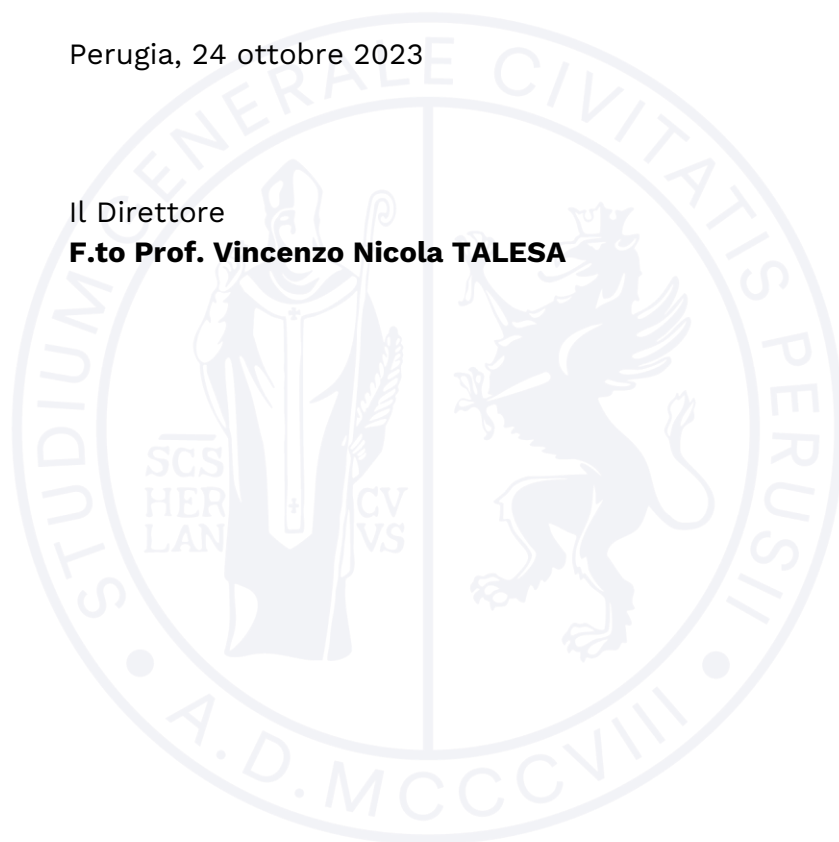 Perugia, 24 ottobre 2023
Il Direttore
F.to Prof. Vincenzo Nicola TALESA
STUDIUM GENERALE CIVITATIS PERUSII
SCS
HER CV
LAN VS
A.D. MCCCVIII